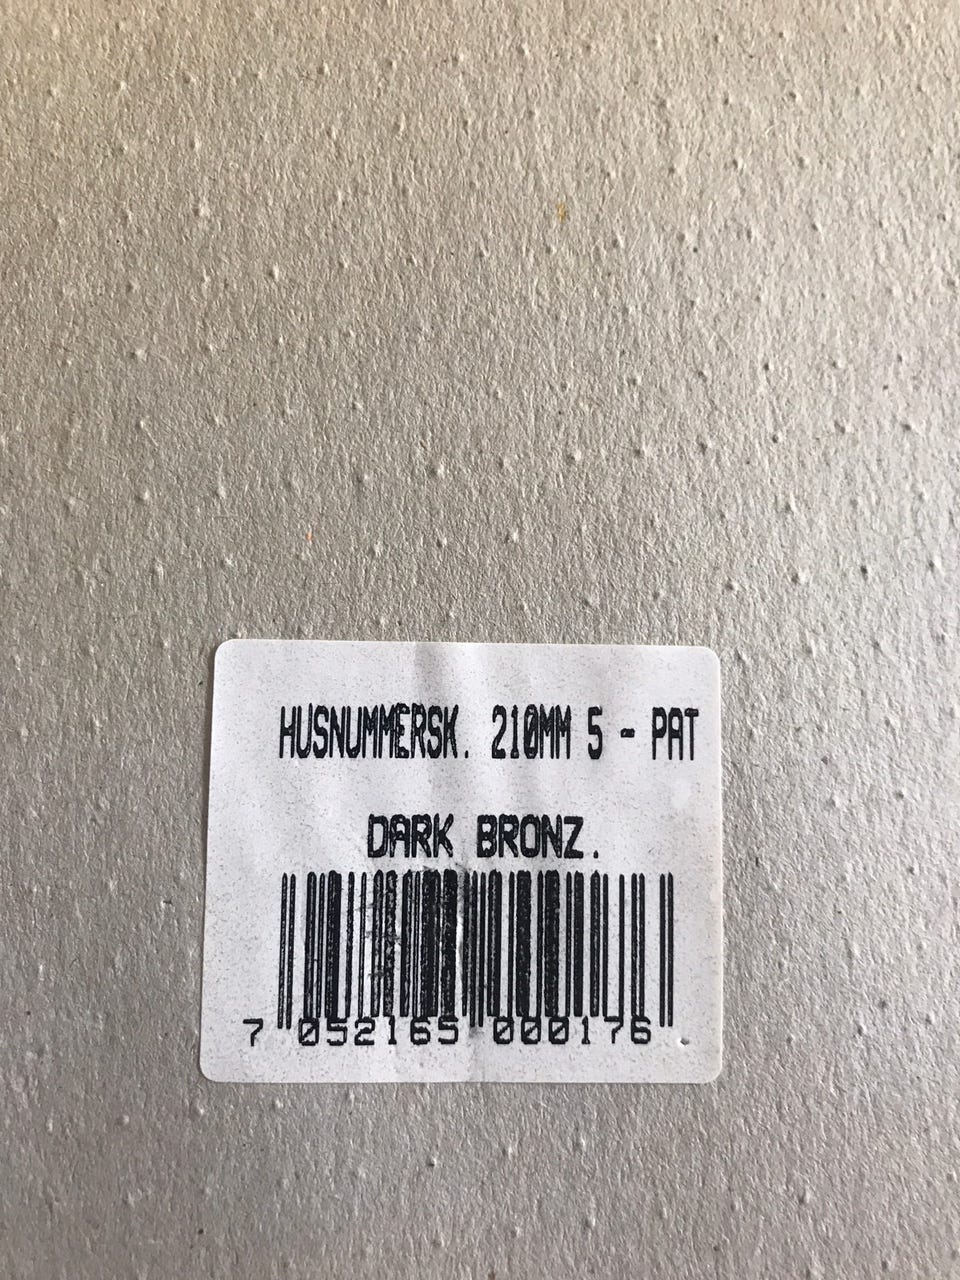 HUSNUMMERSK. 210MM 5 - PAT
DARK BRONZ.
7 052165 000176